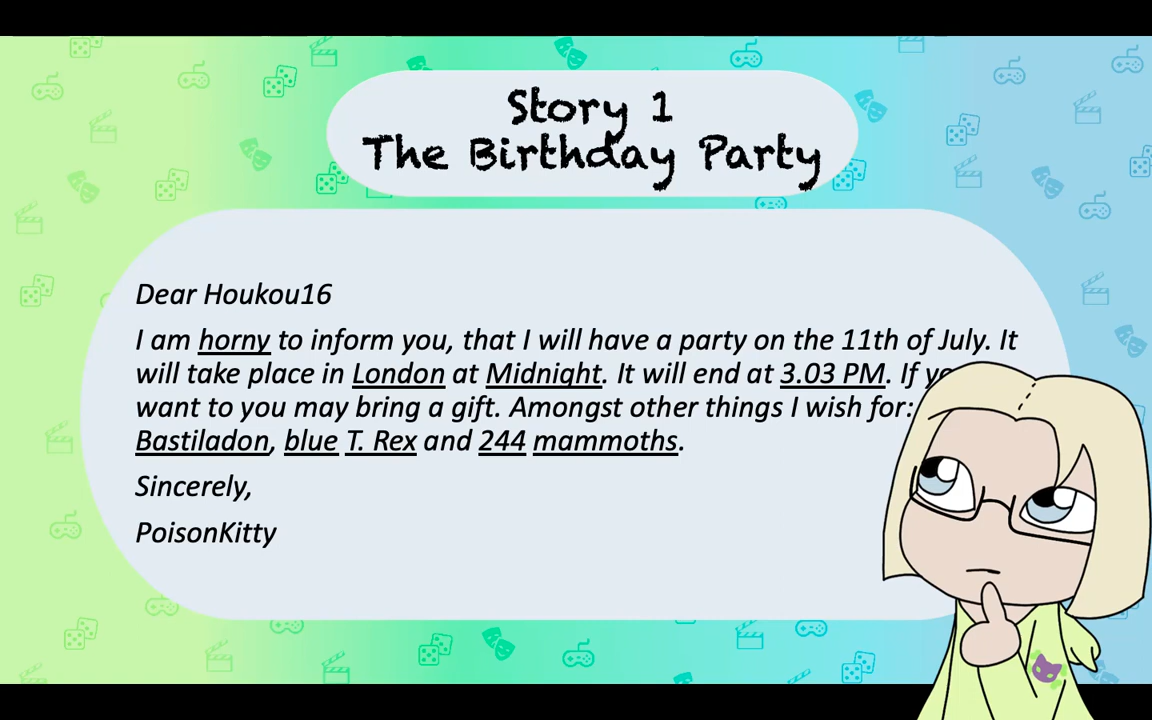 Story 1
The Birthday Party
Dear Houkou16
I am horny to inform you, that I will have a party on the 11th of July. It
will take place in London at Midnight. It will end at 3.03 PM. If
want to you may bring a gift. Amongst other things I wish for:
Bastiladon, blue T. Rex and 244 mammoths.
Sincerely,
PoisonKitty